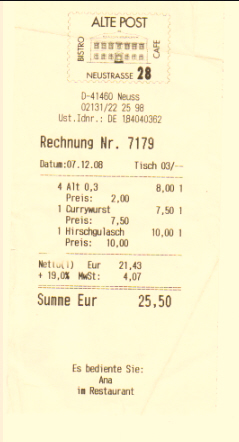 ALTE POST
BISTRO
CAFE
NEUSTRASSE 28
D-41460 Neuss
02131/22 25 98
Ust.Idnr.: DE 184040362
Rechnung Nr. 7179
Datum:07.12.08 Tisch 03/--
4 Alt 0,3 8,00 1
Preis: 2,00
1 Currywurst 7,50 1
Preis: 7,50
1 Hirschgulasch 10,00 1
Preis: 10,00
Netto(1) Eur 21,43
+ 19,0% MwSt: 4,07
Summe Eur 25,50
Es bediente Sie:
Ana
im Restaurant